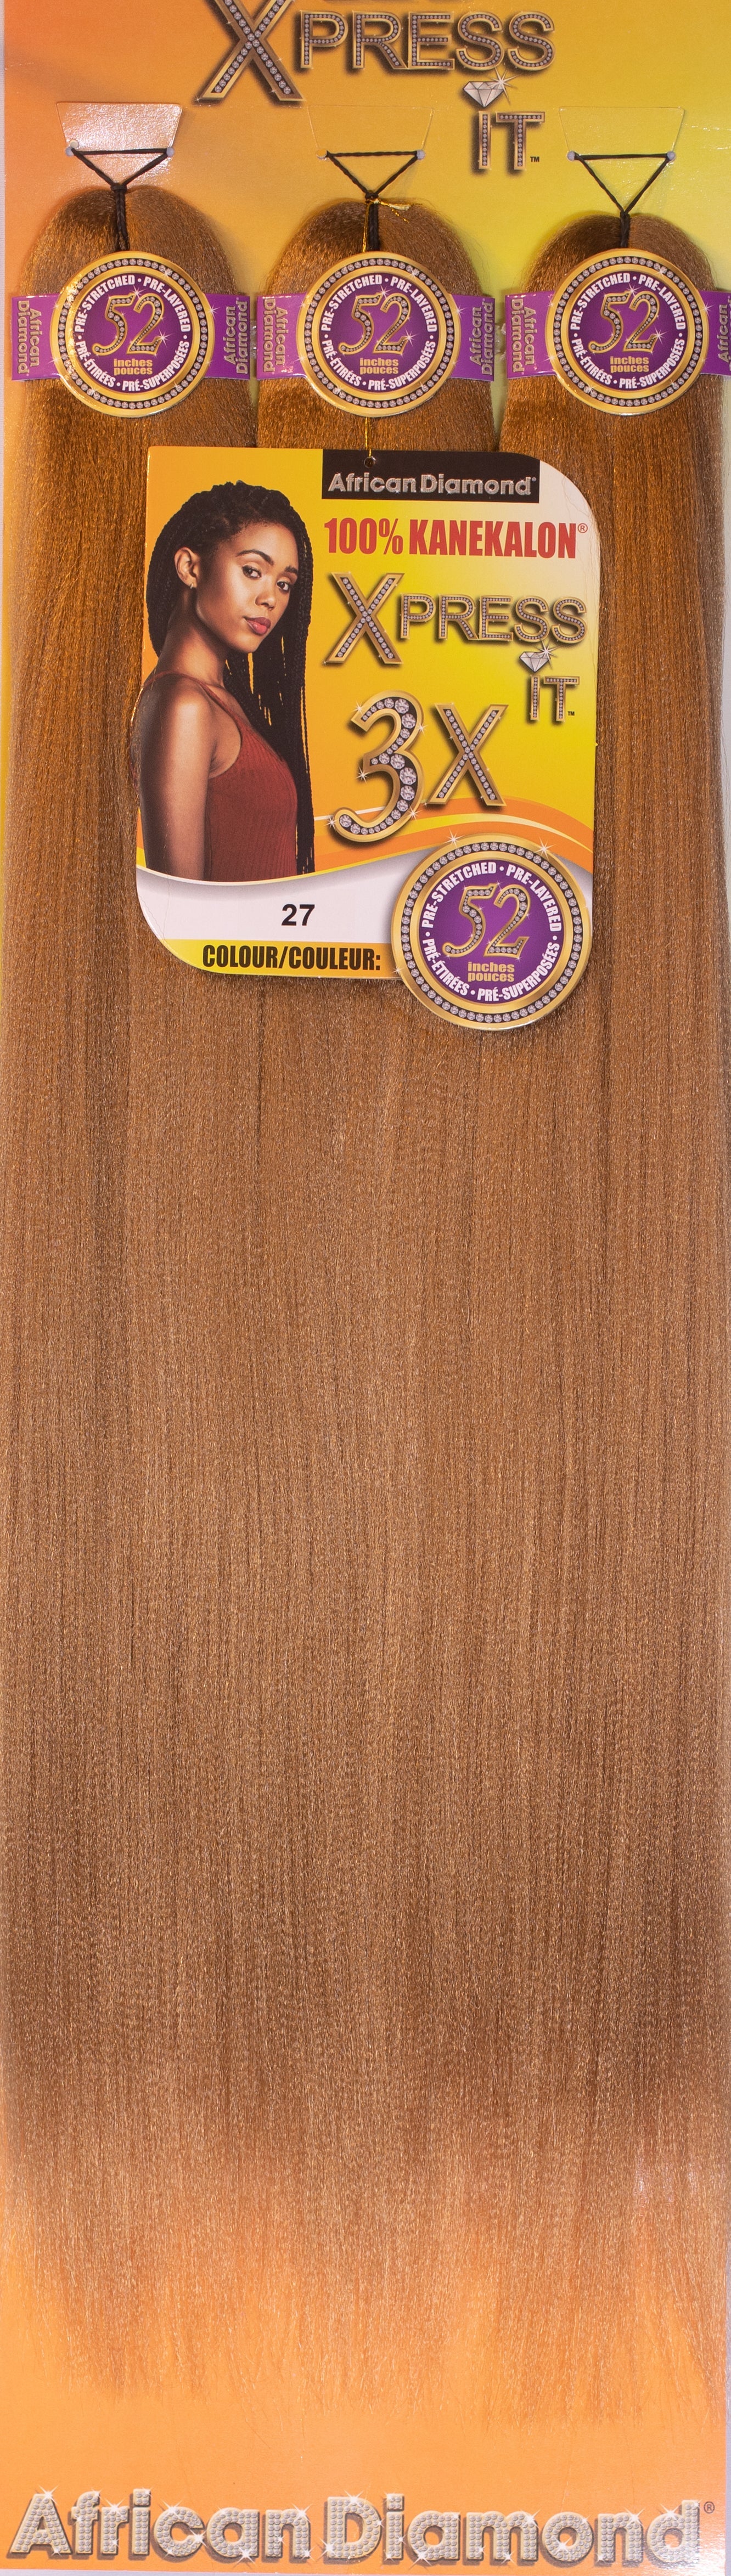 XPRESS
IT™
African
Diamond
PRE-STRETCHED • PRE-LAYERED
52
inches
pouces
• PRÉ-ÉTIRÉES • PRÉ-SUPERPOSÉES •
African
Diamond
African
Diamond
PRE-STRETCHED • PRE-LAYERED
52
inches
pouces
• PRÉ-ÉTIRÉES • PRÉ-SUPERPOSÉES •
African
Diamond
African
Diamond
PRE-STRETCHED • PRE-LAYERED
52
inches
pouces
• PRÉ-ÉTIRÉES • PRÉ-SUPERPOSÉES •
African
African Diamond®
100% KANEKALON®
XPRESS
IT™
3X
27
COLOUR/COULEUR:
PRE-STRETCHED • PRE-LAYERED
52
inches
pouces
• PRÉ-ÉTIRÉES • PRÉ-SUPERPOSÉES •
African Diamond®